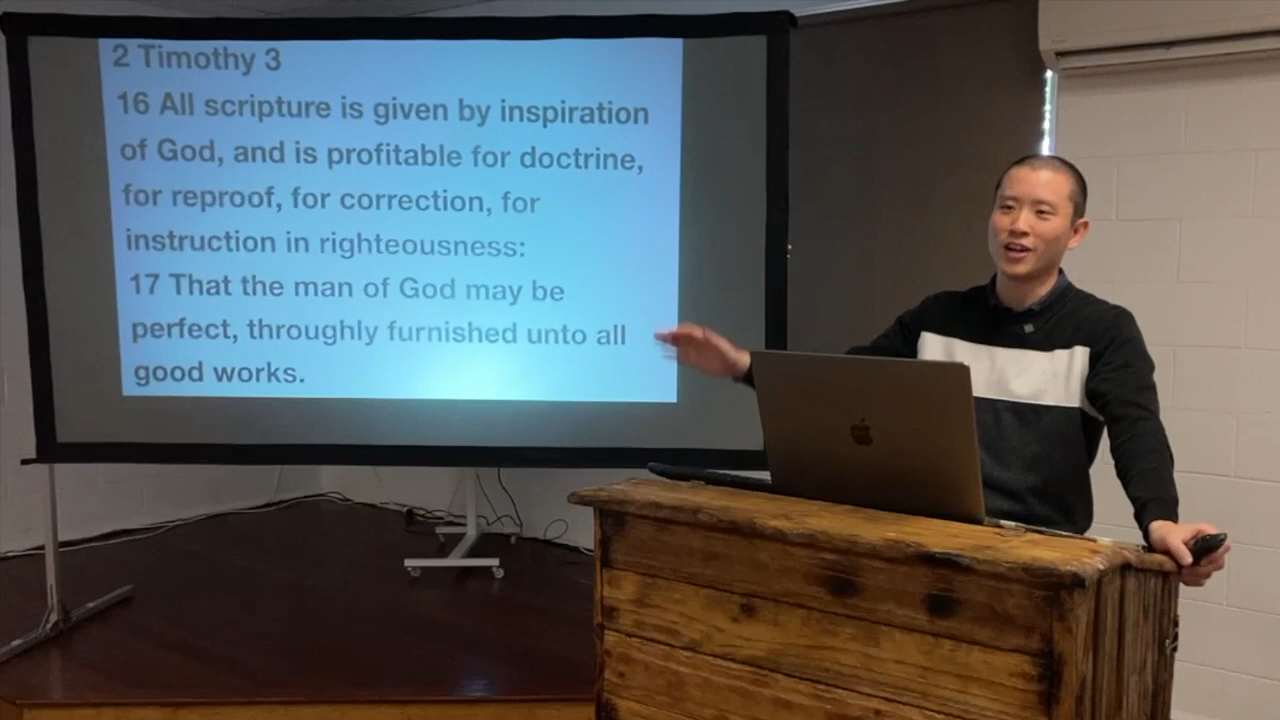 2 Timothy 3
16 All scripture is given by inspiration
of God, and is profitable for doctrine,
for reproof, for correction, for
instruction in righteousness:
17 That the man of God may be
perfect, throughly furnished unto all
good works.